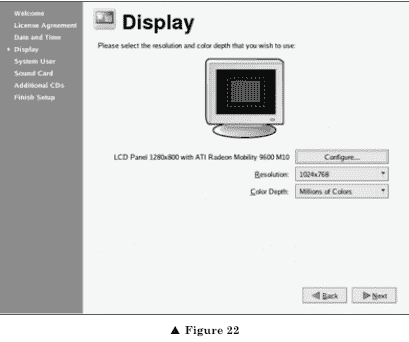 Welcome
License Agreement
Date and Time
Display
System User
Sound Card
Additional CDs
Finish Setup
Display
Please select the resolution and color depth that you wish to use:
LCD Panel 1280x800 with ATI Radeon Mobility 9600 M10
Configure...
Resolution: 1024x768
Color Depth: Millions of Colors
Back
Next
▲ Figure 22